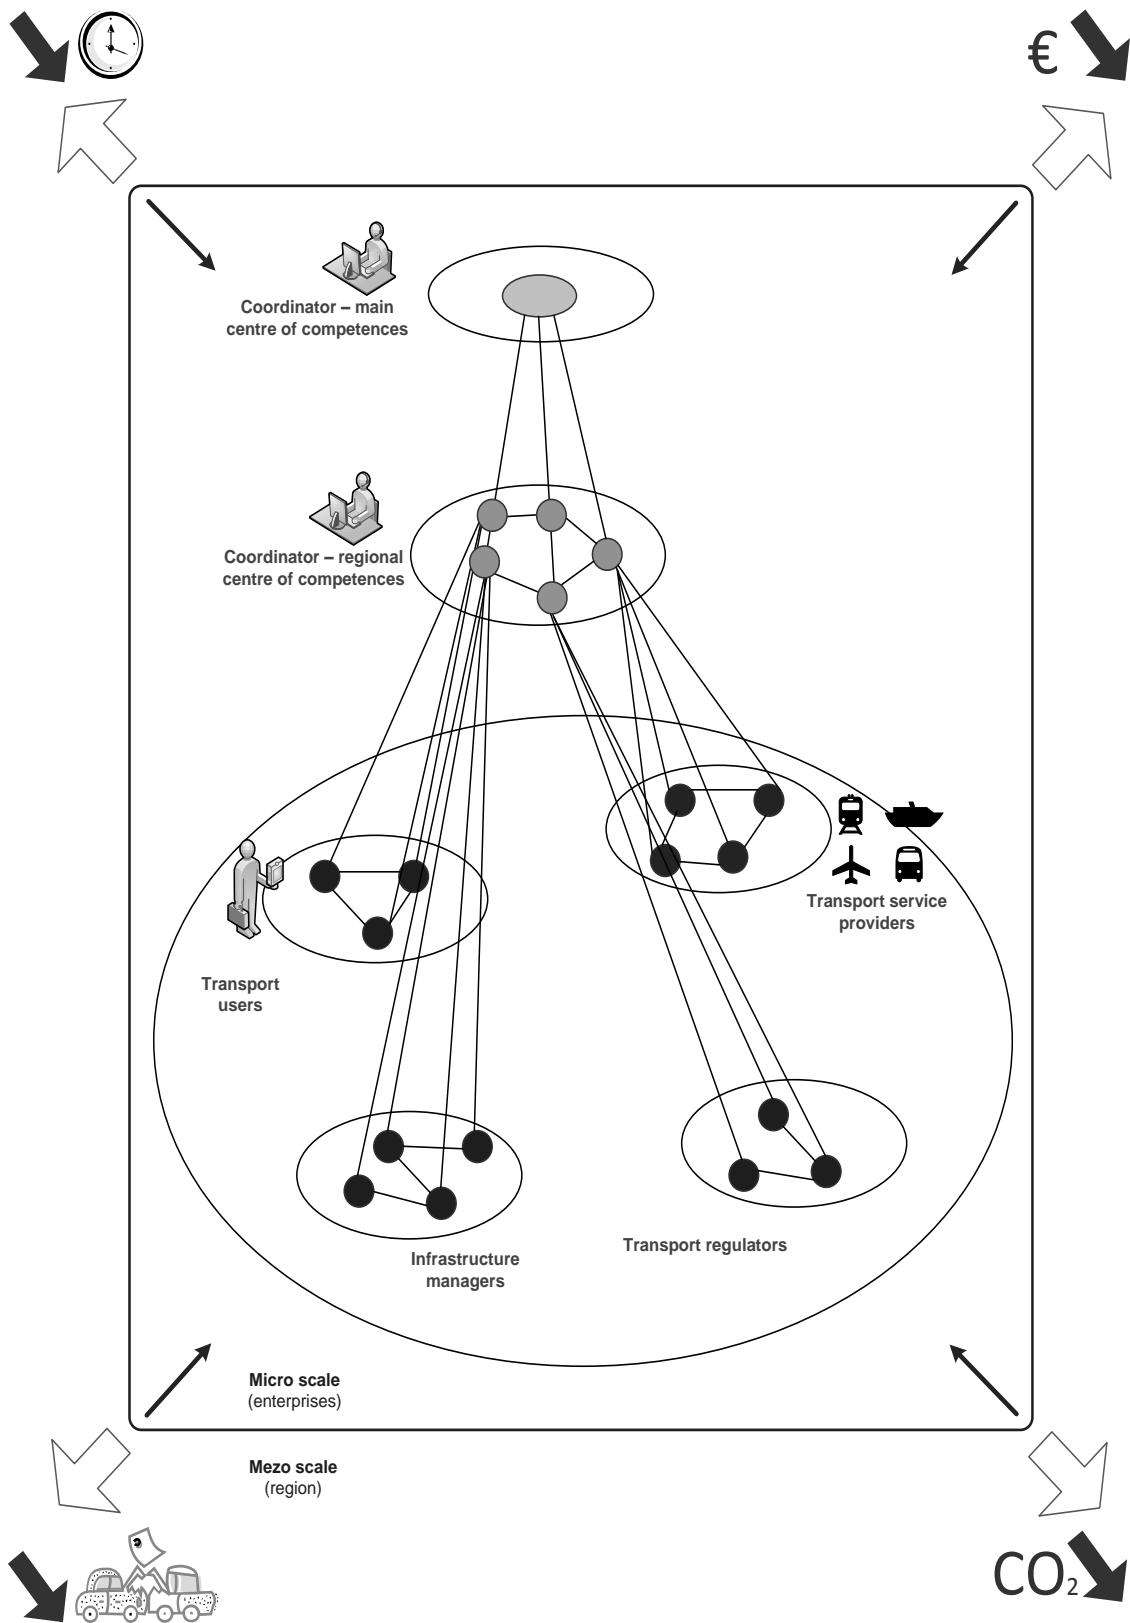 €
Coordinator – main
centre of competences
Coordinator – regional
centre of competences
Transport service
providers
Transport
users
Transport regulators
Infrastructure
managers
Micro scale
(enterprises)
Mezo scale
(region)
CO₂